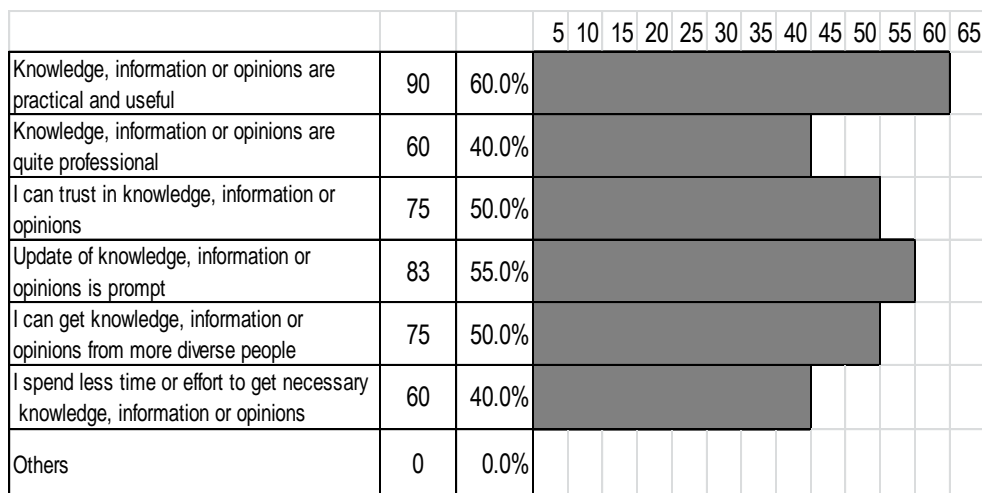 5 10 15 20 25 30 35 40 45 50 55 60 65
Knowledge, information or opinions are
practical and useful
90 60.0%
Knowledge, information or opinions are
quite professional
60 40.0%
I can trust in knowledge, information or
opinions
75 50.0%
Update of knowledge, information or
opinions is prompt
83 55.0%
I can get knowledge, information or
opinions from more diverse people
75 50.0%
I spend less time or effort to get necessary
knowledge, information or opinions
60 40.0%
Others 0 0.0%